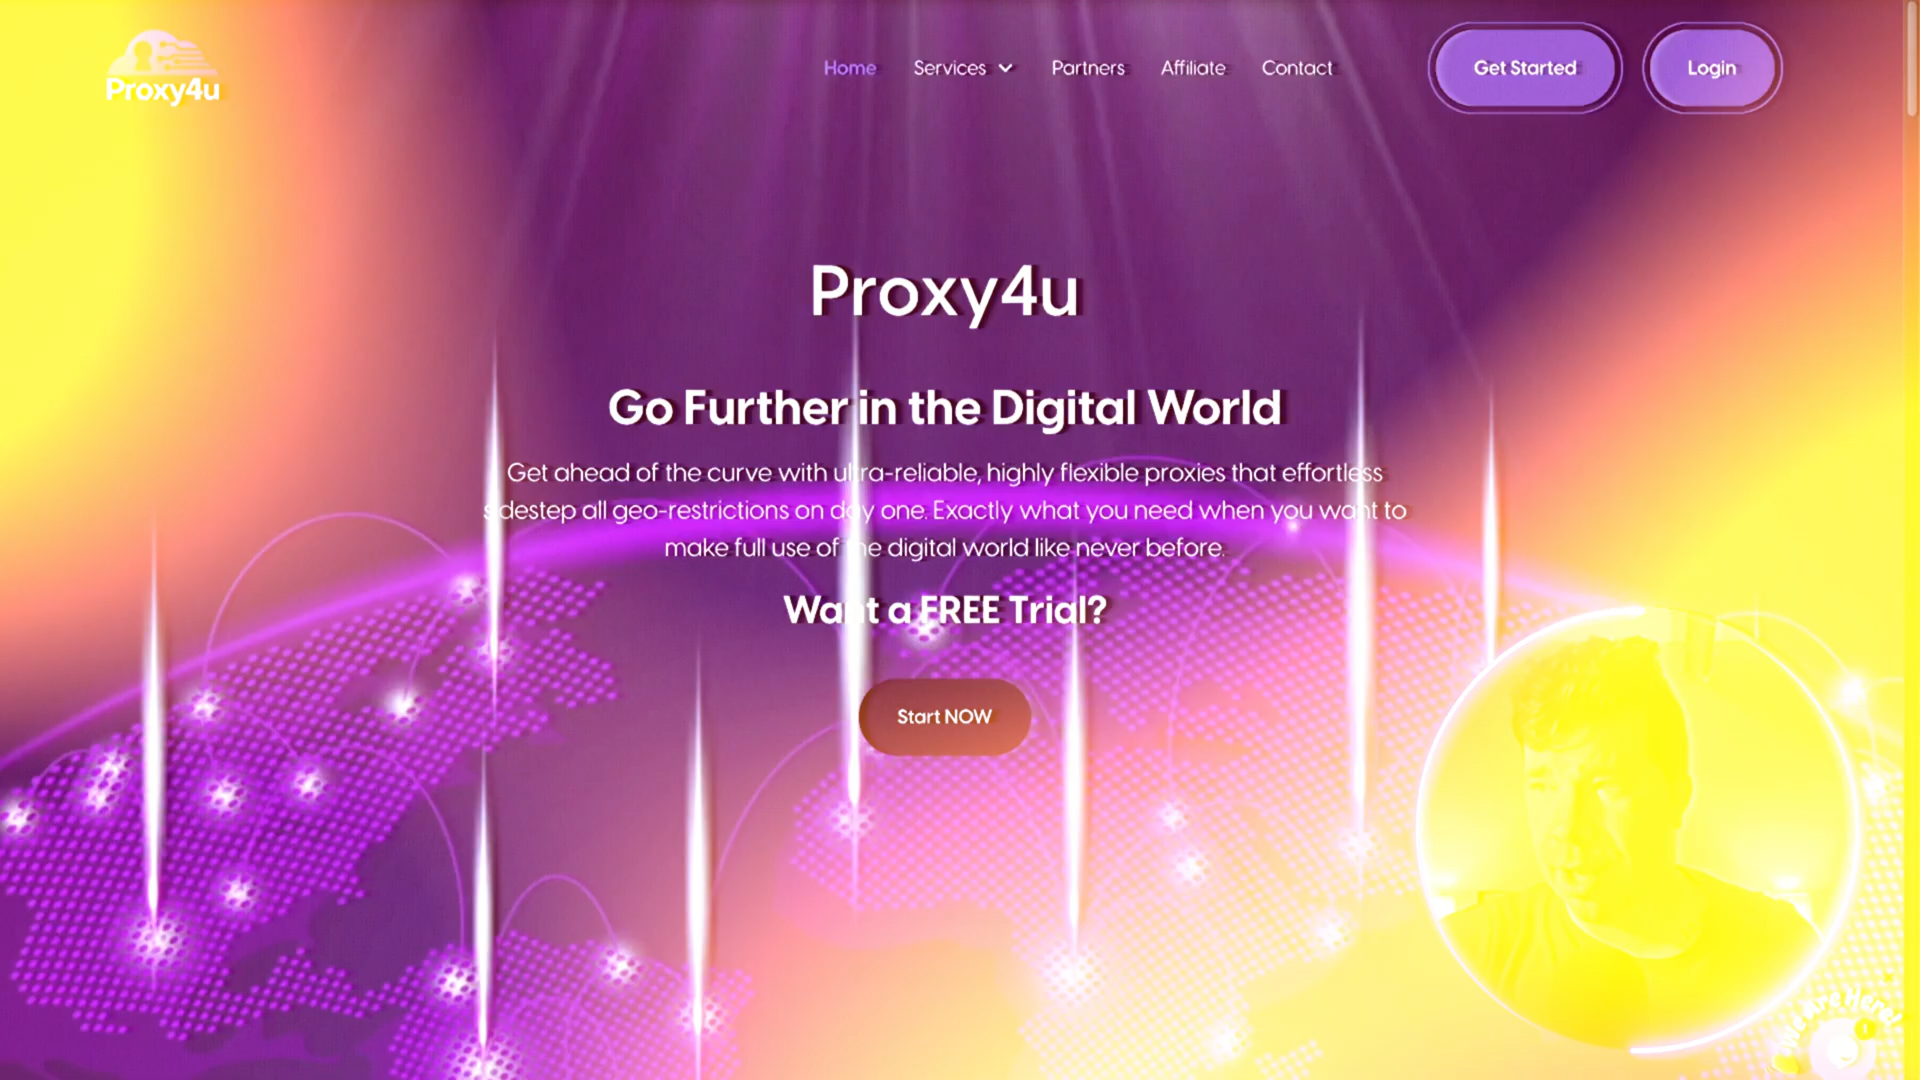 Proxy4u
Home Services Partners Affiliate Contact Get Started Login
Proxy4u
Go Further in the Digital World
Get ahead of the curve with ultra-reliable, highly flexible proxies that effortless
sidestep all geo-restrictions on day one. Exactly what you need when you want to
make full use of the digital world like never before.
Want a FREE Trial?
Start NOW
We Are Here!